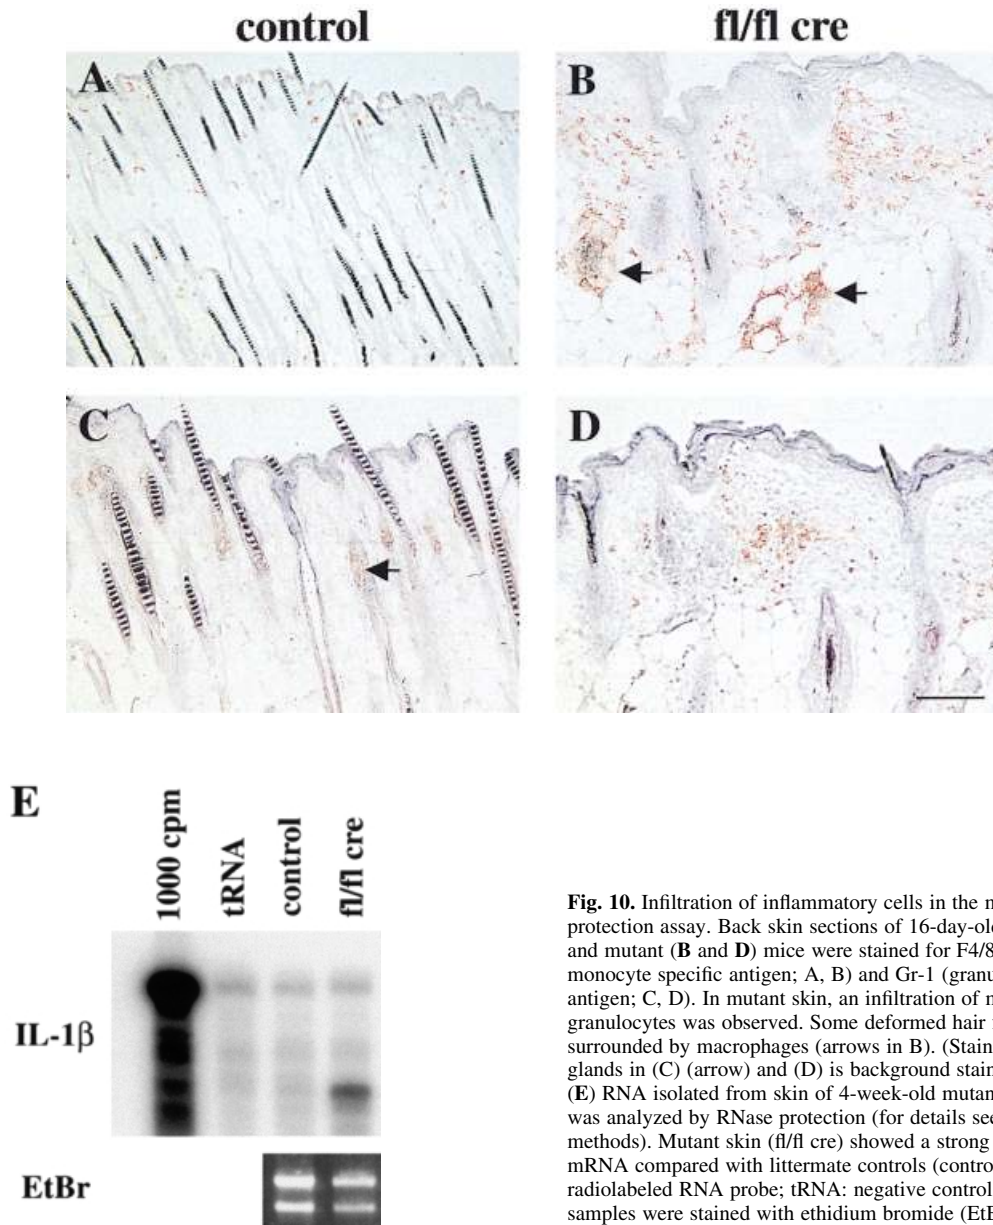 control fl/fl cre
A B
C D
E
1000 cpm
tRNA
control
fl/fl cre
IL-1β
EtBr
Fig. 10. Infiltration of inflammatory cells in the
protection assay. Back skin sections of 16-day-old
and mutant (B and D) mice were stained for F4/8
monocyte specific antigen; A, B) and Gr-1 (granu
antigen; C, D). In mutant skin, an infiltration of
granulocytes was observed. Some deformed hair
surrounded by macrophages (arrows in B). (Stain
glands in (C) (arrow) and (D) is background stain
(E) RNA isolated from skin of 4-week-old mutan
was analyzed by RNase protection (for details see
methods). Mutant skin (fl/fl cre) showed a strong
mRNA compared with littermate controls (contro
radiolabeled RNA probe; tRNA: negative control
samples were stained with ethidium bromide (EtB